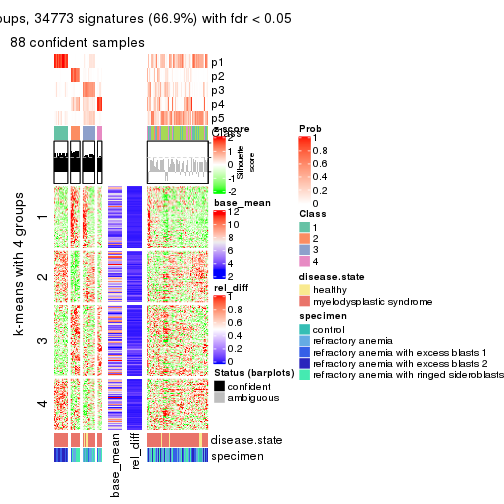 oups, 34773 signatures (66.9%) with fdr < 0.05
88 confident samples
p1
p2
p3
p4
p5
Class
Silhouette
score
1
2
3
4
k-means with 4 groups
base_mean
rel_diff
disease.state
specimen
z-score
2
1
0
-1
-2
base_mean
12
10
8
6
4
2
rel_diff
1
0.8
0.6
0.4
0.2
0
Status (barplots)
confident
ambiguous
Prob
1
0.8
0.6
0.4
0.2
0
Class
1
2
3
4
disease.state
healthy
myelodysplastic syndrome
specimen
control
refractory anemia
refractory anemia with excess blasts 1
refractory anemia with excess blasts 2
refractory anemia with ringed sideroblasts